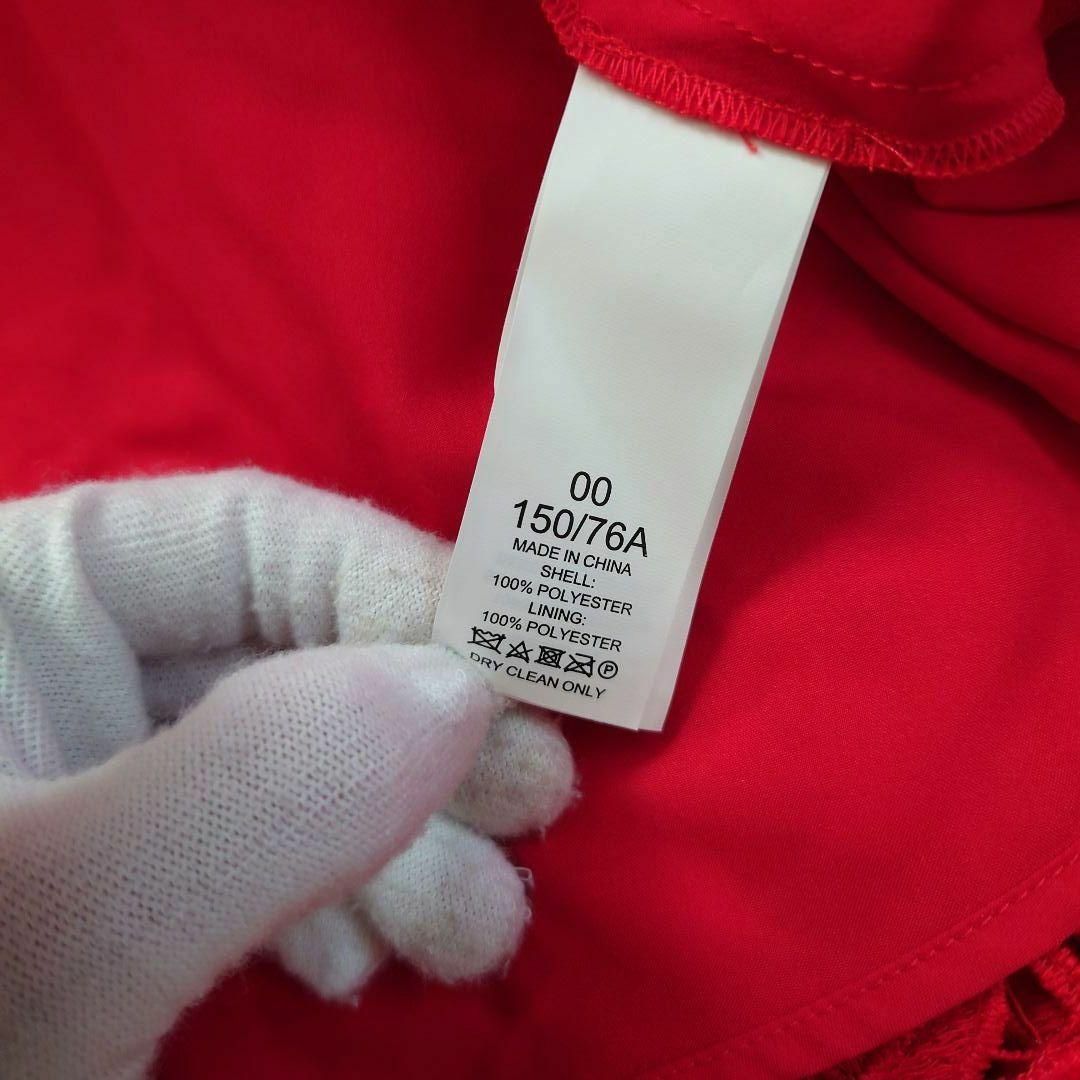 00
150/76A
MADE IN CHINA
SHELL:
100% POLYESTER
LINING:
100% POLYESTER
P
DRY CLEAN ONLY